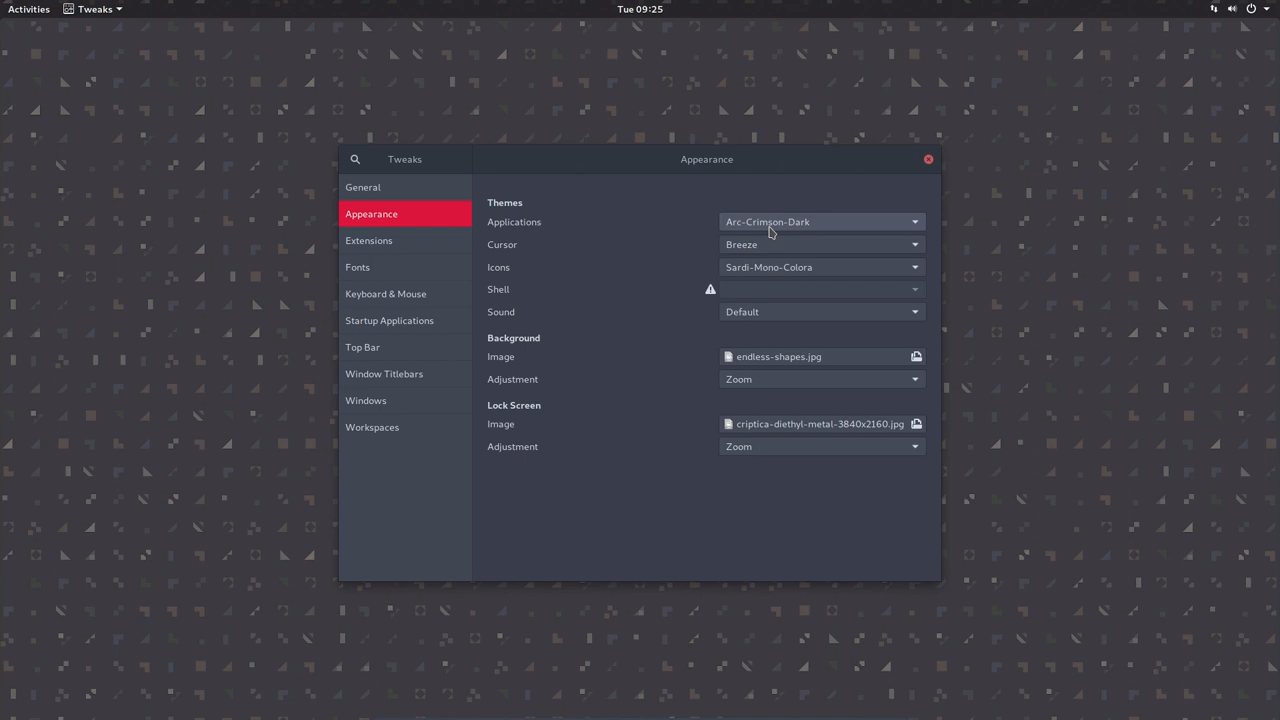 Activities Tweaks Tue 09:25
Tweaks Appearance
General
Appearance
Extensions
Fonts
Keyboard & Mouse
Startup Applications
Top Bar
Window Titlebars
Windows
Workspaces
Themes
Applications Arc-Crimson-Dark
Cursor Breeze
Icons Sardi-Mono-Colora
Shell
Sound Default
Background
Image endless-shapes.jpg
Adjustment Zoom
Lock Screen
Image criptica-diethyl-metal-3840x2160.jpg
Adjustment Zoom